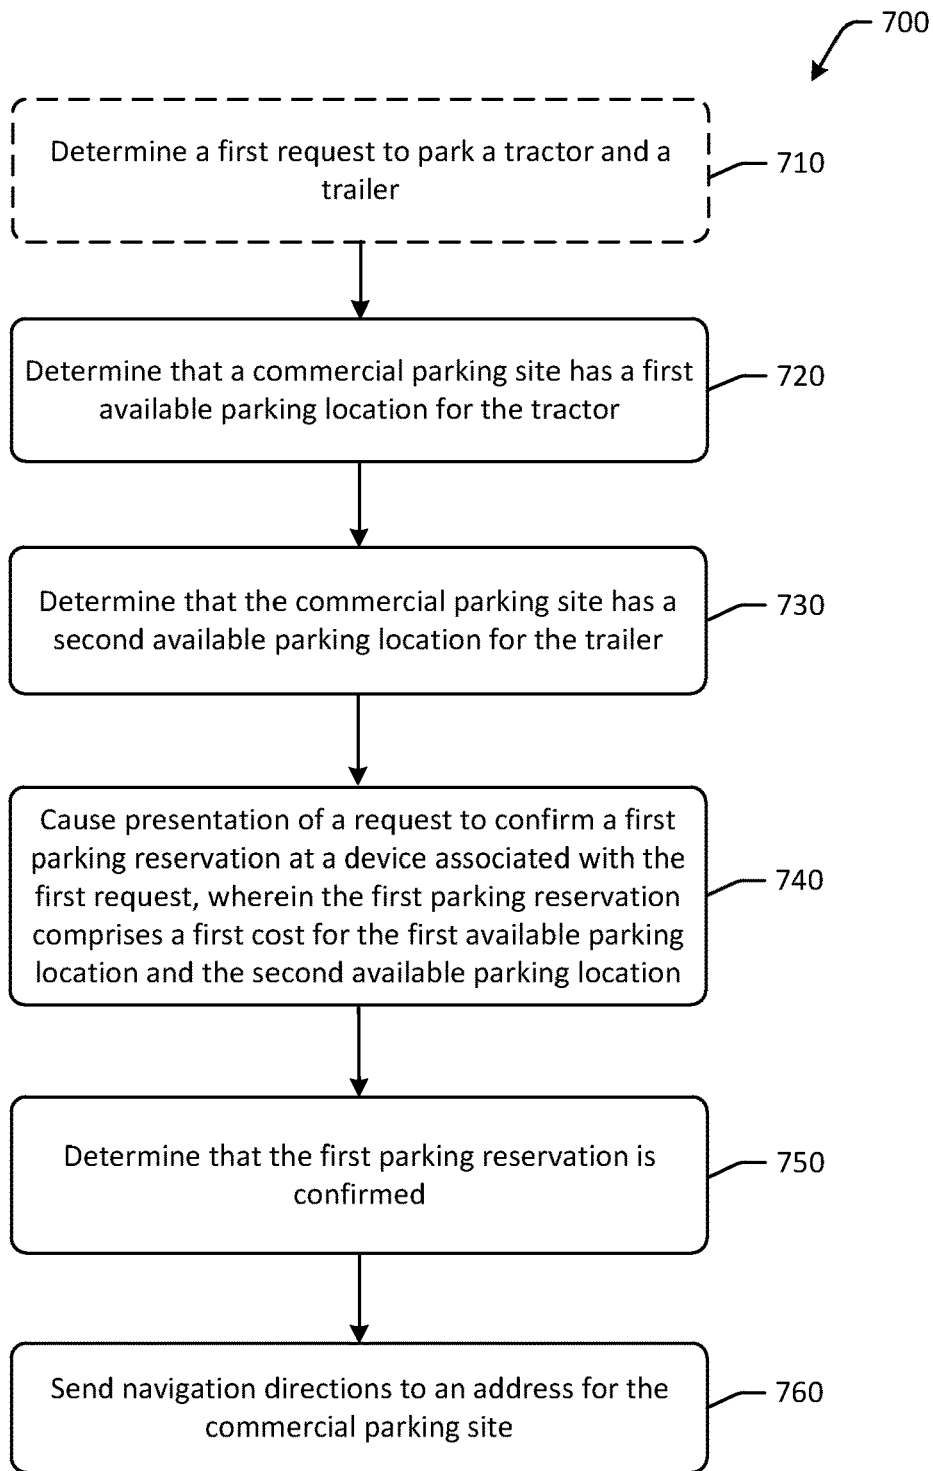 700
Determine a first request to park a tractor and a
trailer
710
Determine that a commercial parking site has a first
available parking location for the tractor
720
Determine that the commercial parking site has a
second available parking location for the trailer
730
Cause presentation of a request to confirm a first
parking reservation at a device associated with the
first request, wherein the first parking reservation
comprises a first cost for the first available parking
location and the second available parking location
740
Determine that the first parking reservation is
confirmed
750
Send navigation directions to an address for the
commercial parking site
760